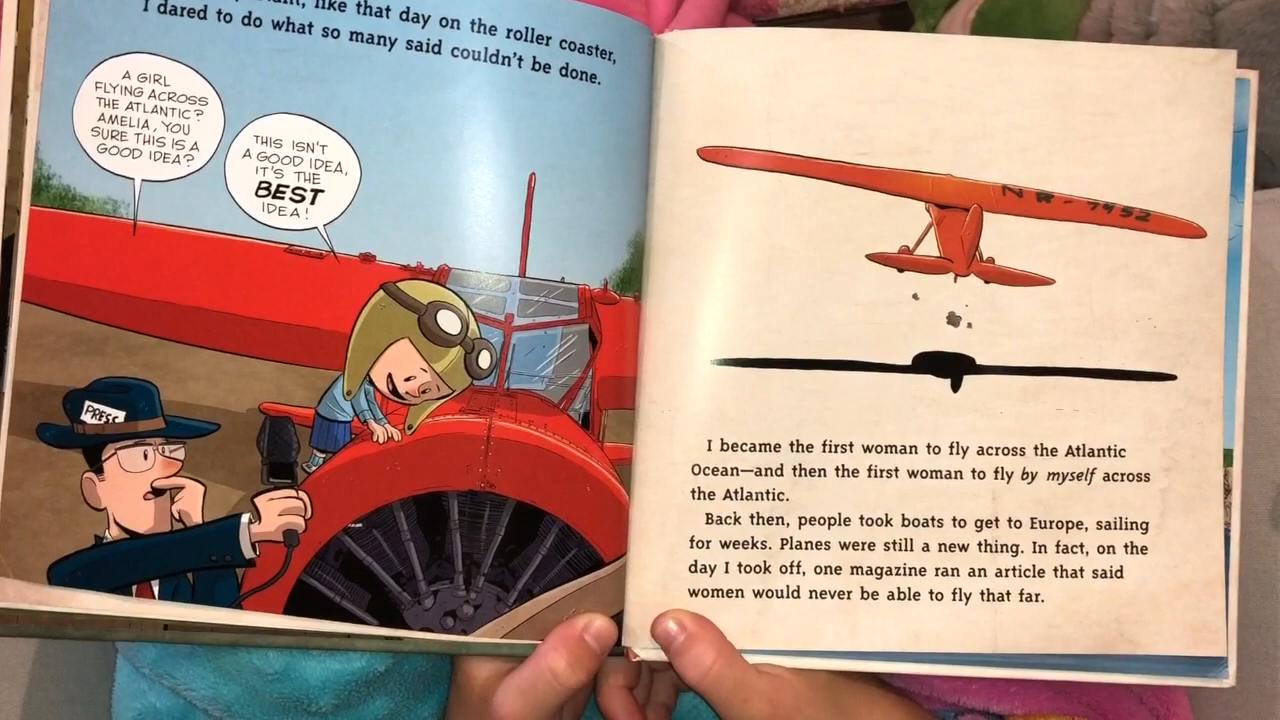 like that day on the roller coaster,
I dared to do what so many said couldn't be done.
A GIRL
FLYING ACROSS
THE ATLANTIC?
AMELIA, YOU
SURE THIS IS A
GOOD IDEA?
THIS ISN'T
A GOOD IDEA,
IT'S THE
BEST
IDEA!
PRESS
NR-7952
I became the first woman to fly across the Atlantic
Ocean—and then the first woman to fly by myself across
the Atlantic.
Back then, people took boats to get to Europe, sailing
for weeks. Planes were still a new thing. In fact, on the
day I took off, one magazine ran an article that said
women would never be able to fly that far.